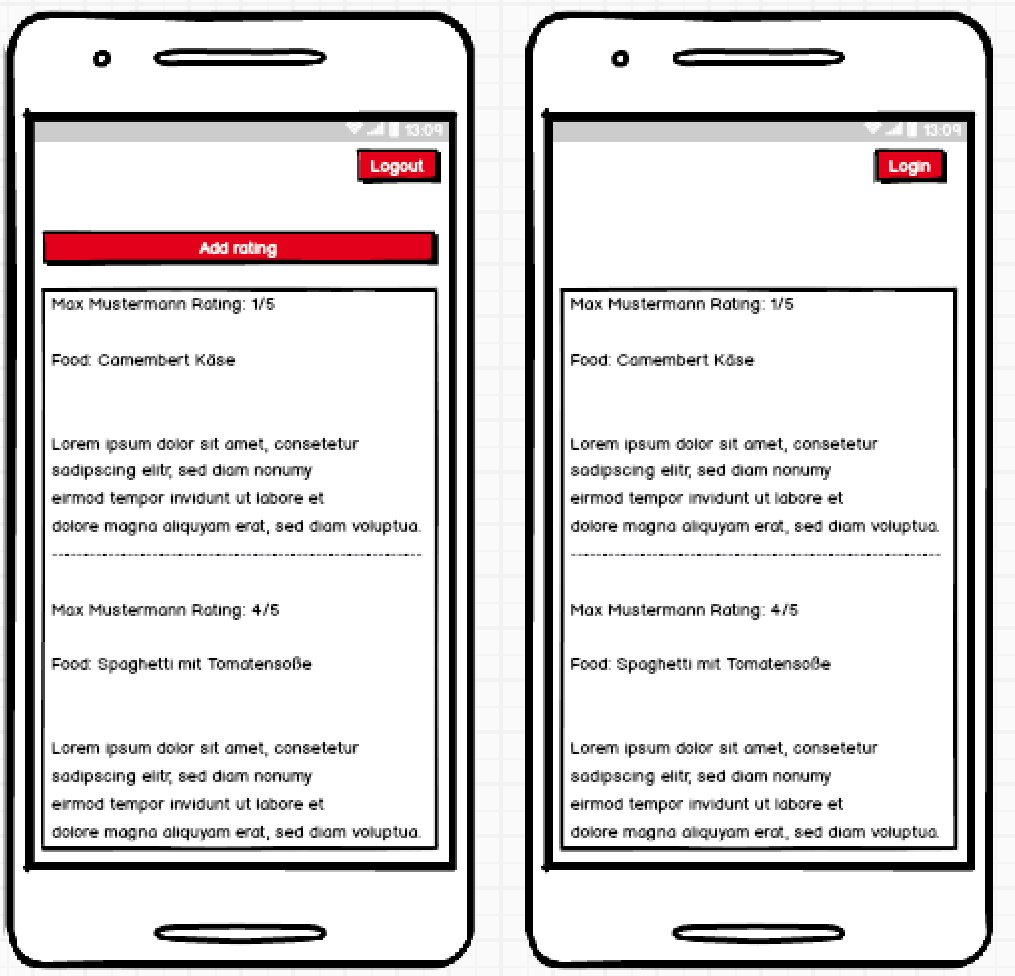 13:09
Logout
Add rating
Max Mustermann Rating: 1/5
Food: Camembert Käse
Lorem ipsum dolor sit amet, consetetur
sadipscing elitr, sed diam nonumy
eirmod tempor invidunt ut labore et
dolore magna aliquyam erat, sed diam voluptua.
Max Mustermann Rating: 4/5
Food: Spaghetti mit Tomatensoße
Lorem ipsum dolor sit amet, consetetur
sadipscing elitr, sed diam nonumy
eirmod tempor invidunt ut labore et
dolore magna aliquyam erat, sed diam voluptua.
13:09
Login
Max Mustermann Rating: 1/5
Food: Camembert Käse
Lorem ipsum dolor sit amet, consetetur
sadipscing elitr, sed diam nonumy
eirmod tempor invidunt ut labore et
dolore magna aliquyam erat, sed diam voluptua.
Max Mustermann Rating: 4/5
Food: Spaghetti mit Tomatensoße
Lorem ipsum dolor sit amet, consetetur
sadipscing elitr, sed diam nonumy
eirmod tempor invidunt ut labore et
dolore magna aliquyam erat, sed diam voluptua.